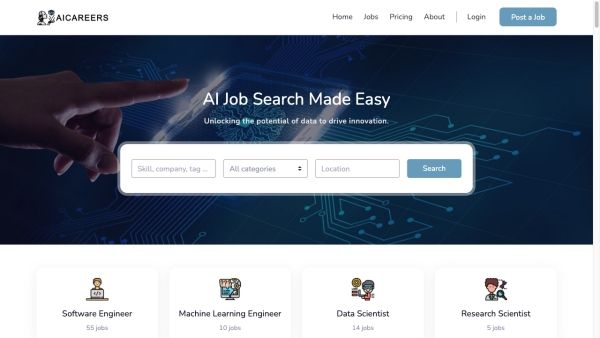 AICAREERS
Home Jobs Pricing About Login Post a Job
AI Job Search Made Easy
Unlocking the potential of data to drive innovation.
Skill, company, tag ... All categories Location Search
Software Engineer Machine Learning Engineer Data Scientist Research Scientist
55 jobs 10 jobs 14 jobs 5 jobs